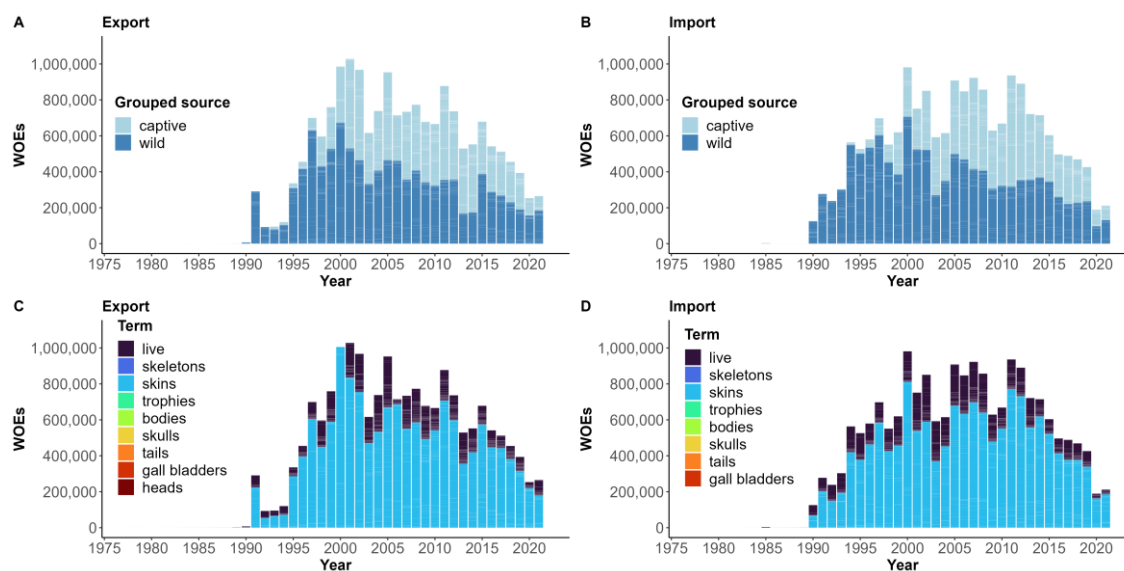 A Export
1,000,000
800,000
600,000
400,000
200,000
0
WOEs
Grouped source
captive
wild
1975 1980 1985 1990 1995 2000 2005 2010 2015 2020
Year
B Import
1,000,000
800,000
600,000
400,000
200,000
0
WOEs
Grouped source
captive
wild
1975 1980 1985 1990 1995 2000 2005 2010 2015 2020
Year
C Export
1,000,000
800,000
600,000
400,000
200,000
0
WOEs
Term
live
skeletons
skins
trophies
bodies
skulls
tails
gall bladders
heads
1975 1980 1985 1990 1995 2000 2005 2010 2015 2020
Year
D Import
1,000,000
800,000
600,000
400,000
200,000
0
WOEs
Term
live
skeletons
skins
trophies
bodies
skulls
tails
gall bladders
1975 1980 1985 1990 1995 2000 2005 2010 2015 2020
Year